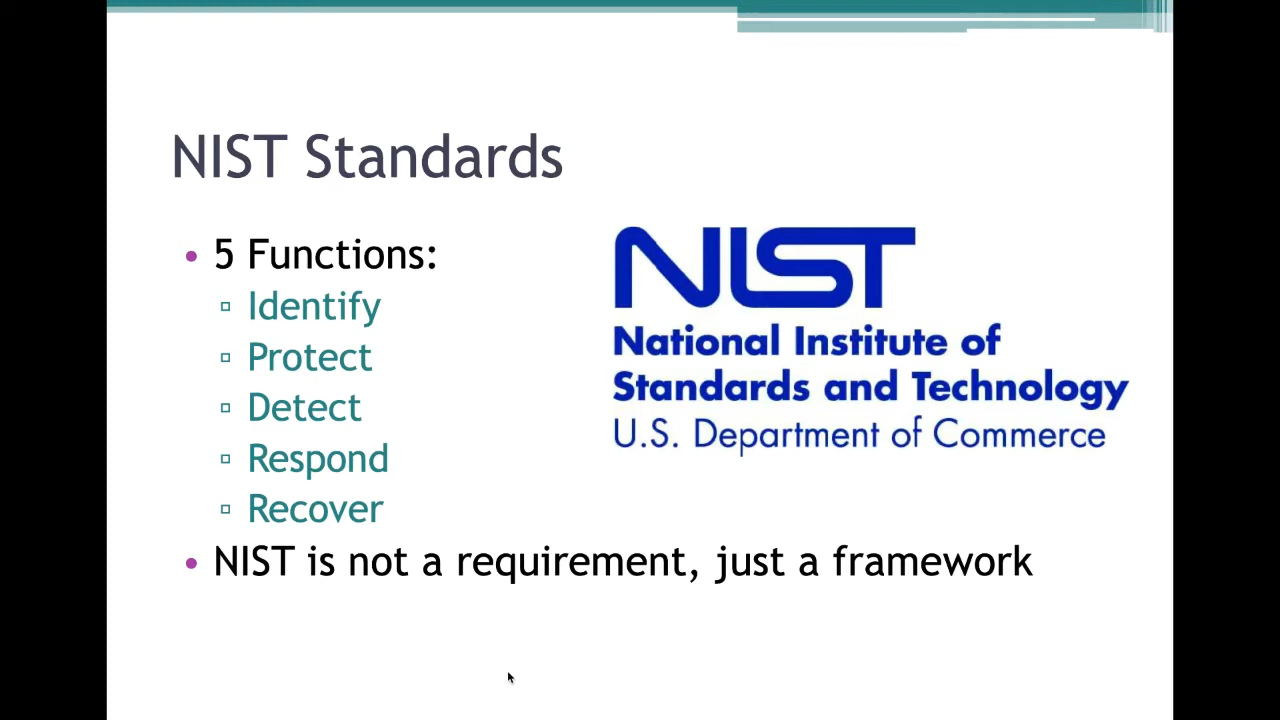 NIST Standards
5 Functions:
Identify
Protect
Detect
Respond
Recover
NIST is not a requirement, just a framework
NIST
National Institute of
Standards and Technology
U.S. Department of Commerce